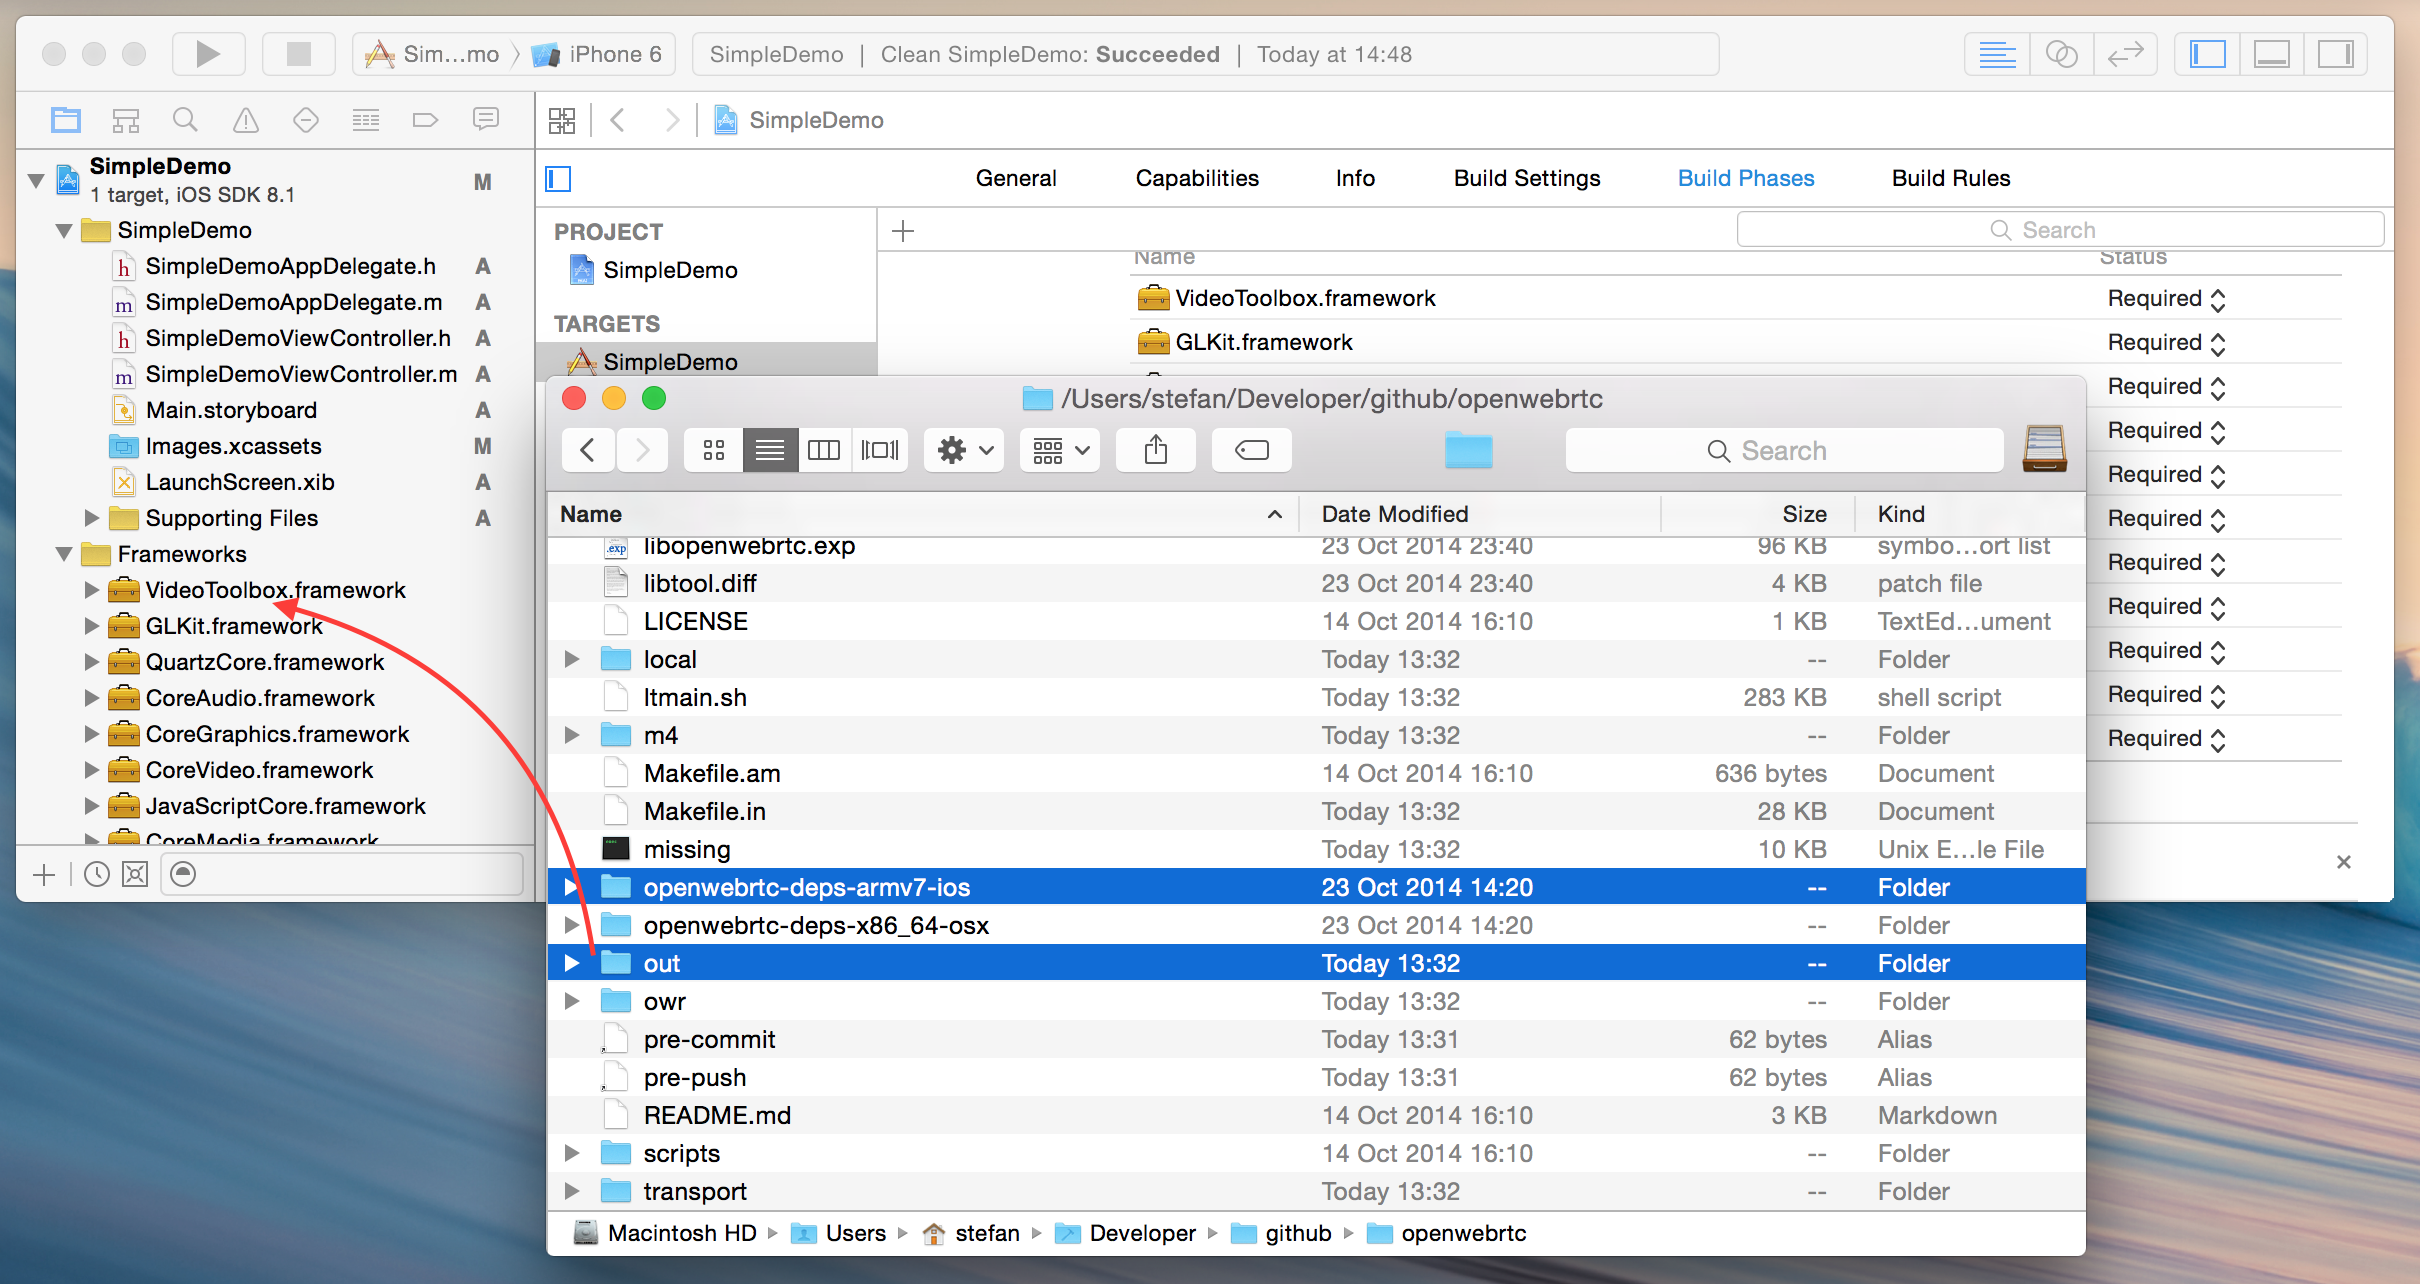 Sim...mo 〉 iPhone 6
SimpleDemo | Clean SimpleDemo: Succeeded | Today at 14:48
SimpleDemo
1 target, iOS SDK 8.1
M
SimpleDemo
SimpleDemoAppDelegate.h A
SimpleDemoAppDelegate.m A
SimpleDemoViewController.h A
SimpleDemoViewController.m A
Main.storyboard A
Images.xcassets M
LaunchScreen.xib A
Supporting Files A
Frameworks
VideoToolbox.framework
GLKit.framework
QuartzCore.framework
CoreAudio.framework
CoreGraphics.framework
CoreVideo.framework
JavaScriptCore.framework
CoreMedia.framework
SimpleDemo
General Capabilities Info Build Settings Build Phases Build Rules
PROJECT
SimpleDemo
TARGETS
SimpleDemo
Search
Name Status
VideoToolbox.framework Required
GLKit.framework Required
Required
Required
Required
Required
Required
Required
Required
Required
Required
/Users/stefan/Developer/github/openwebrtc
Search
Name Date Modified Size Kind
libopenwebrtc.exp 23 Oct 2014 23:40 96 KB symbo...ort list
libtool.diff 23 Oct 2014 23:40 4 KB patch file
LICENSE 14 Oct 2014 16:10 1 KB TextEd...ument
local Today 13:32 -- Folder
ltmain.sh Today 13:32 283 KB shell script
m4 Today 13:32 -- Folder
Makefile.am 14 Oct 2014 16:10 636 bytes Document
Makefile.in Today 13:32 28 KB Document
missing Today 13:32 10 KB Unix E...le File
openwebrtc-deps-armv7-ios 23 Oct 2014 14:20 -- Folder
openwebrtc-deps-x86_64-osx 23 Oct 2014 14:20 -- Folder
out Today 13:32 -- Folder
owr Today 13:32 -- Folder
pre-commit Today 13:31 62 bytes Alias
pre-push Today 13:31 62 bytes Alias
README.md 14 Oct 2014 16:10 3 KB Markdown
scripts 14 Oct 2014 16:10 -- Folder
transport Today 13:32 -- Folder
Macintosh HD ▸ Users ▸ stefan ▸ Developer ▸ github ▸ openwebrtc